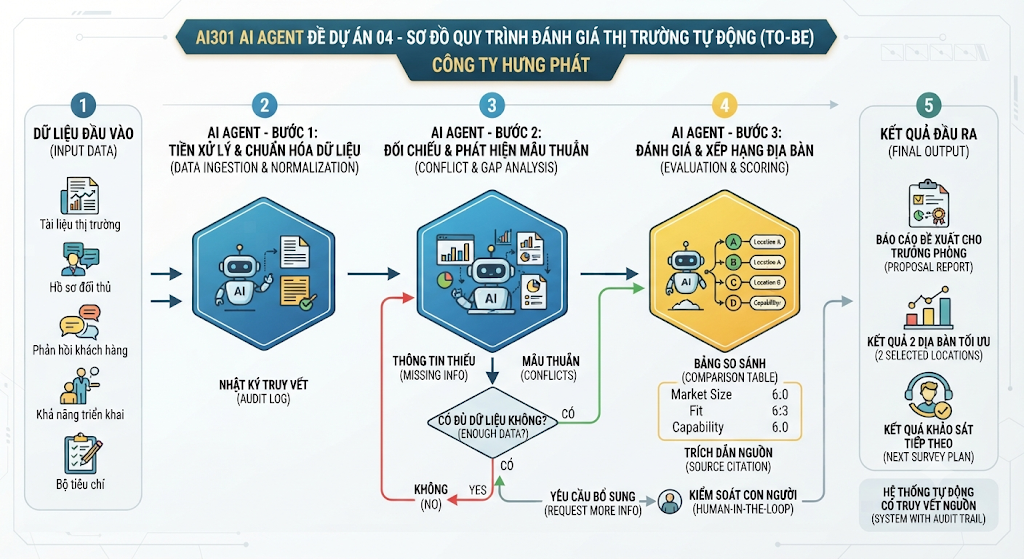 AI301 AI AGENT ĐỀ DỰ ÁN 04 - SƠ ĐỒ QUY TRÌNH ĐÁNH GIÁ THỊ TRƯỜNG TỰ ĐỘNG (TO-BE)
CÔNG TY HƯNG PHÁT
1
DỮ LIỆU ĐẦU VÀO
(INPUT DATA)
Tài liệu thị trường
Hồ sơ đối thủ
Phản hồi khách hàng
Khả năng triển khai
Bộ tiêu chí
2
AI AGENT - BƯỚC 1:
TIỀN XỬ LÝ & CHUẨN HÓA DỮ LIỆU
(DATA INGESTION & NORMALIZATION)
AI
NHẬT KÝ TRUY VẾT
(AUDIT LOG)
3
AI AGENT - BƯỚC 2:
ĐỐI CHIẾU & PHÁT HIỆN MÂU THUẪN
(CONFLICT & GAP ANALYSIS)
AI
THÔNG TIN THIẾU
(MISSING INFO)
MÂU THUẪN
(CONFLICTS)
CÓ ĐỦ DỮ LIỆU KHÔNG?
(ENOUGH DATA?)
CÓ
CÓ
KHÔNG
(NO)
YES
YÊU CẦU BỔ SUNG
(REQUEST MORE INFO)
KIỂM SOÁT CON NGƯỜI
(HUMAN-IN-THE-LOOP)
4
AI AGENT - BƯỚC 3:
ĐÁNH GIÁ & XẾP HẠNG ĐỊA BÀN
(EVALUATION & SCORING)
AI
A Location A
B Location A
C Location G
D Capability:
BẢNG SO SÁNH
(COMPARISON TABLE)
Market Size 6.0
Fit 6:3
Capability 6.0
TRÍCH DẪN NGUỒN
(SOURCE CITATION)
5
KẾT QUẢ ĐẦU RA
(FINAL OUTPUT)
BÁO CÁO ĐỀ XUẤT CHO
TRƯỞNG PHÒNG
(PROPOSAL REPORT)
KẾT QUẢ 2 DỊA BÀN TỐI ƯU
(2 SELECTED LOCATIONS)
KẾT QUẢ KHẢO SÁT
TIẾP THEO
(NEXT SURVEY PLAN)
HỆ THỐNG TỰ ĐỘNG
CÓ TRUY VẾT NGUỒN
(SYSTEM WITH AUDIT TRAIL)